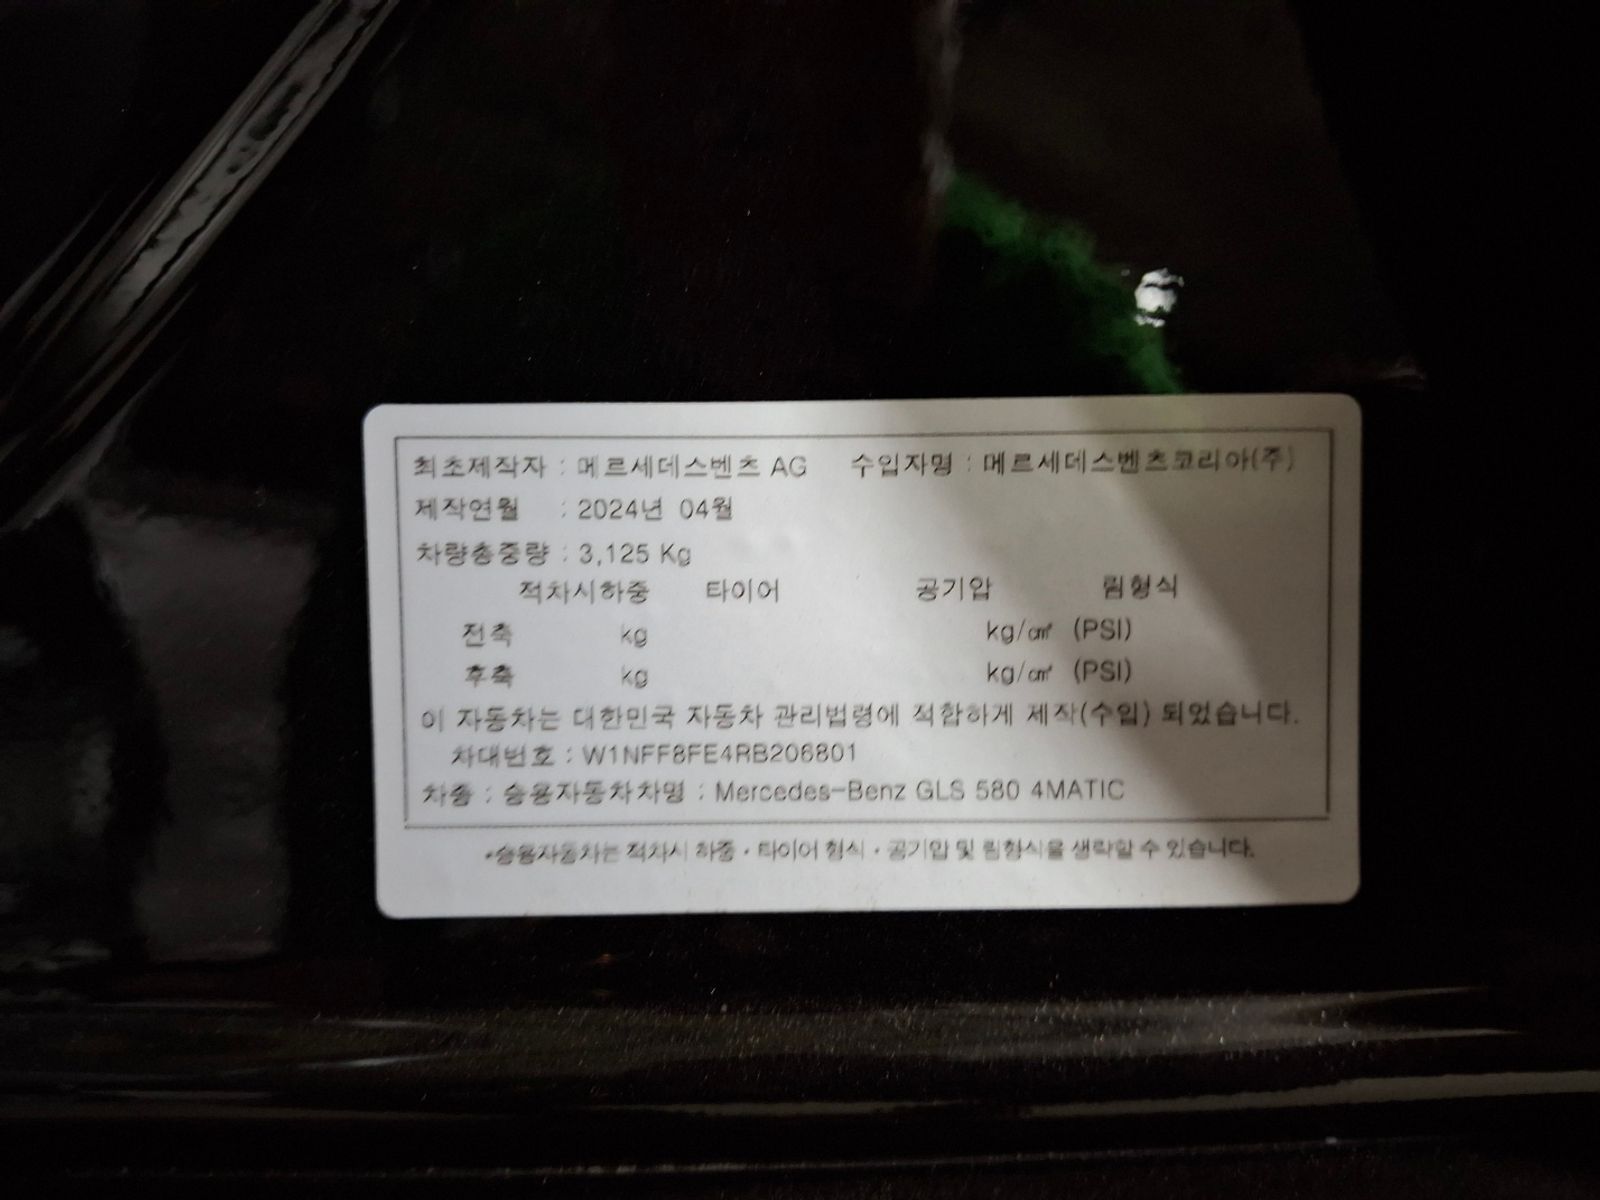 최초제작자 : 메르세데스벤츠 AG 수입자명 : 메르세데스벤츠코리아(주)
제작연월 : 2024년 04월
차량총중량 : 3,125 Kg
적차시하중 타이어 공기압 림형식
전축 kg kg/㎠ (PSI)
후축 kg kg/㎠ (PSI)
이 자동차는 대한민국 자동차 관리법령에 적합하게 제작(수입) 되었습니다.
차대번호 : W1NFF8FE4RB206801
차종 : 승용자동차차명 : Mercedes-Benz GLS 580 4MATIC
*승용자동차는 적차시 하중 · 타이어 형식 · 공기압 및 림형식을 생략할 수 있습니다.